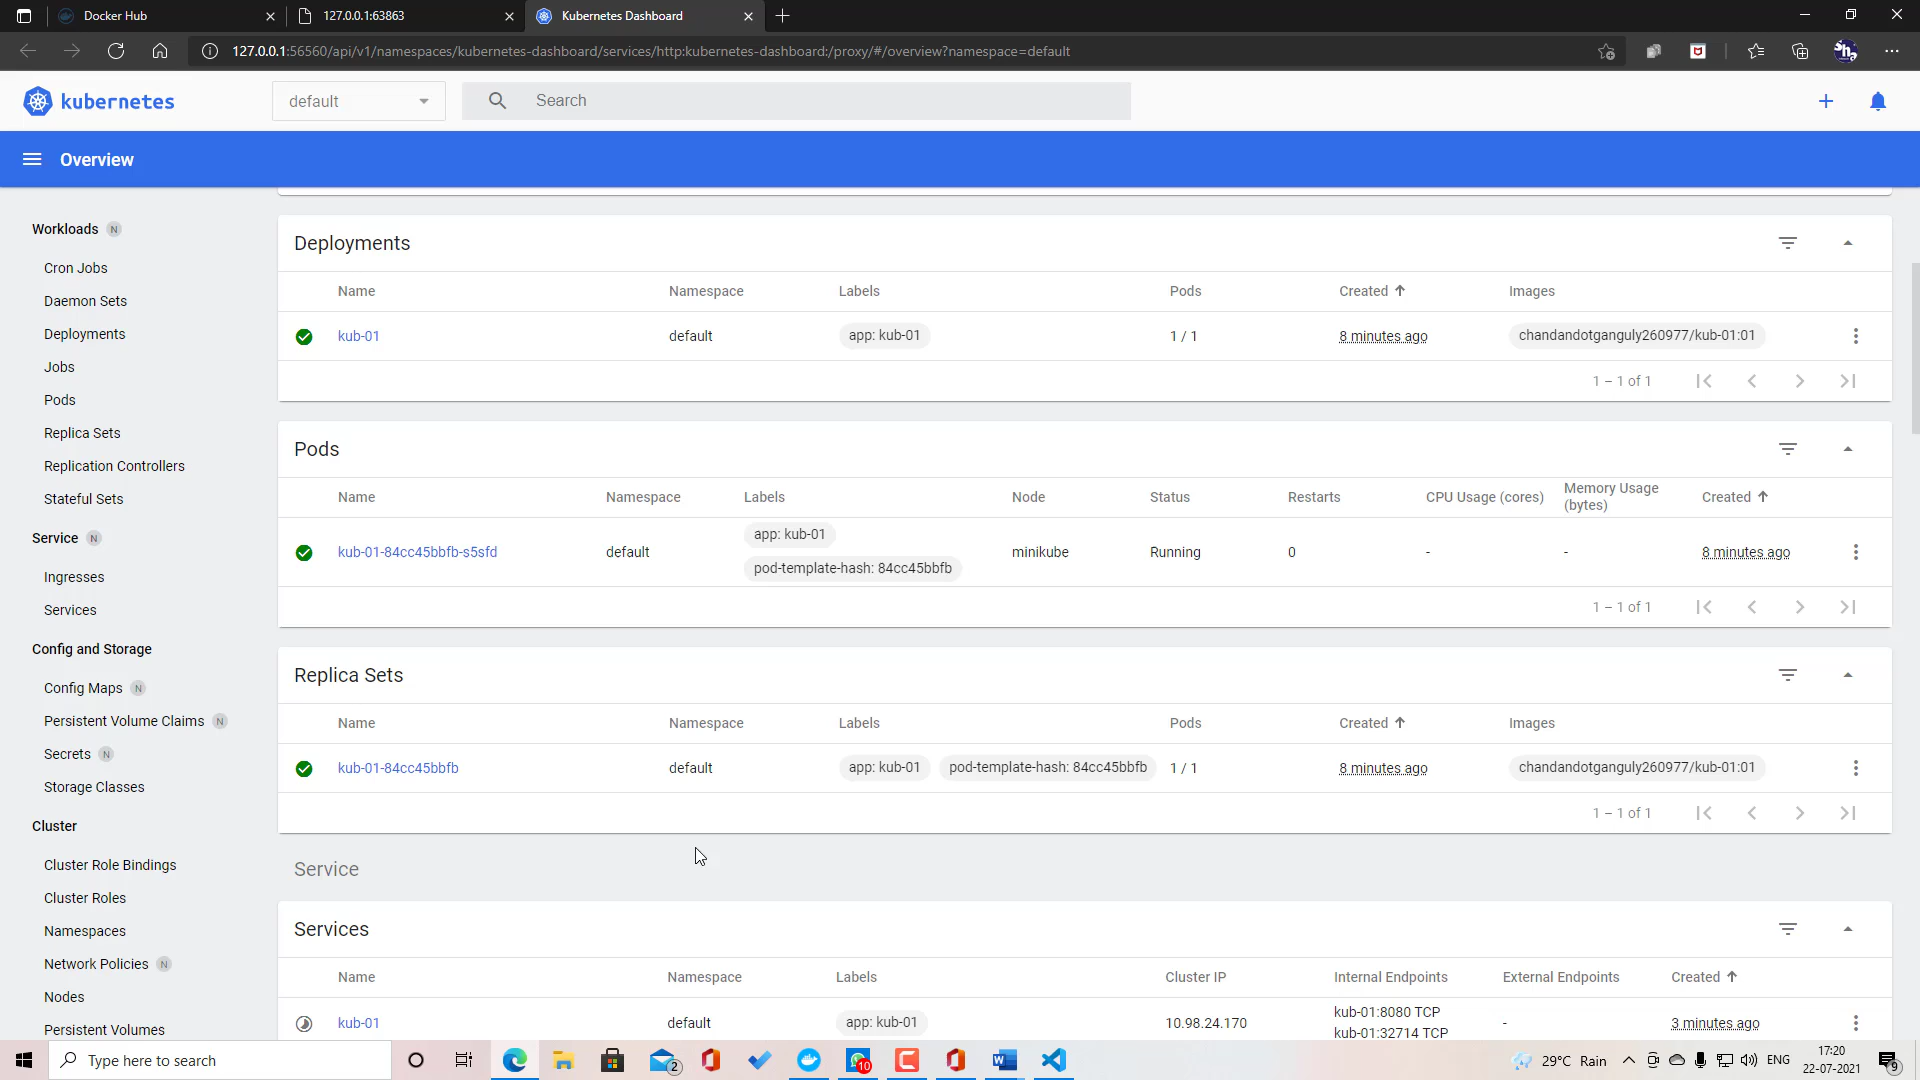 Docker Hub
127.0.0.1:63863
Kubernetes Dashboard
127.0.0.1:56560/api/v1/namespaces/kubernetes-dashboard/services/http:kubernetes-dashboard:/proxy/#/overview?namespace=default
kubernetes
default
Search
Overview
Workloads N
Cron Jobs
Daemon Sets
Deployments
Jobs
Pods
Replica Sets
Replication Controllers
Stateful Sets
Service N
Ingresses
Services
Config and Storage
Config Maps N
Persistent Volume Claims N
Secrets N
Storage Classes
Cluster
Cluster Role Bindings
Cluster Roles
Namespaces
Network Policies N
Nodes
Persistent Volumes
Deployments
Name Namespace Labels Pods Created Images
kub-01 default app: kub-01 1 / 1 8 minutes ago chandandotganguly260977/kub-01:01
1 – 1 of 1
Pods
Name Namespace Labels Node Status Restarts CPU Usage (cores) Memory Usage (bytes) Created
kub-01-84cc45bbfb-s5sfd default app: kub-01 pod-template-hash: 84cc45bbfb minikube Running 0 - - 8 minutes ago
1 – 1 of 1
Replica Sets
Name Namespace Labels Pods Created Images
kub-01-84cc45bbfb default app: kub-01 pod-template-hash: 84cc45bbfb 1 / 1 8 minutes ago chandandotganguly260977/kub-01:01
1 – 1 of 1
Service
Services
Name Namespace Labels Cluster IP Internal Endpoints External Endpoints Created
kub-01 default app: kub-01 10.98.24.170 kub-01:8080 TCP - 3 minutes ago
kub-01:32714 TCP
Type here to search
2
10
29°C Rain
ENG
17:20
22-07-2021
9